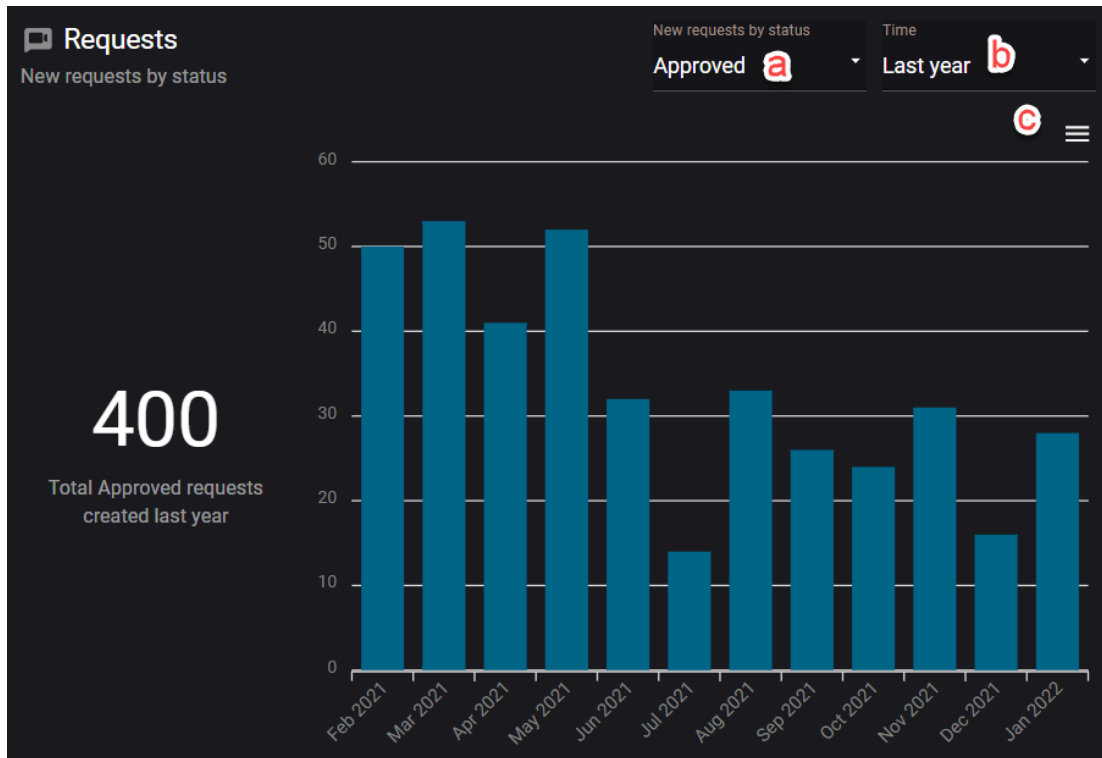 Requests
New requests by status
New requests by status
Approved a
Time
Last year b
c
60
50
40
30
20
10
0
400
Total Approved requests
created last year
Feb 2021
Mar 2021
Apr 2021
May 2021
Jun 2021
Jul 2021
Aug 2021
Sep 2021
Oct 2021
Nov 2021
Dec 2021
Jan 2022